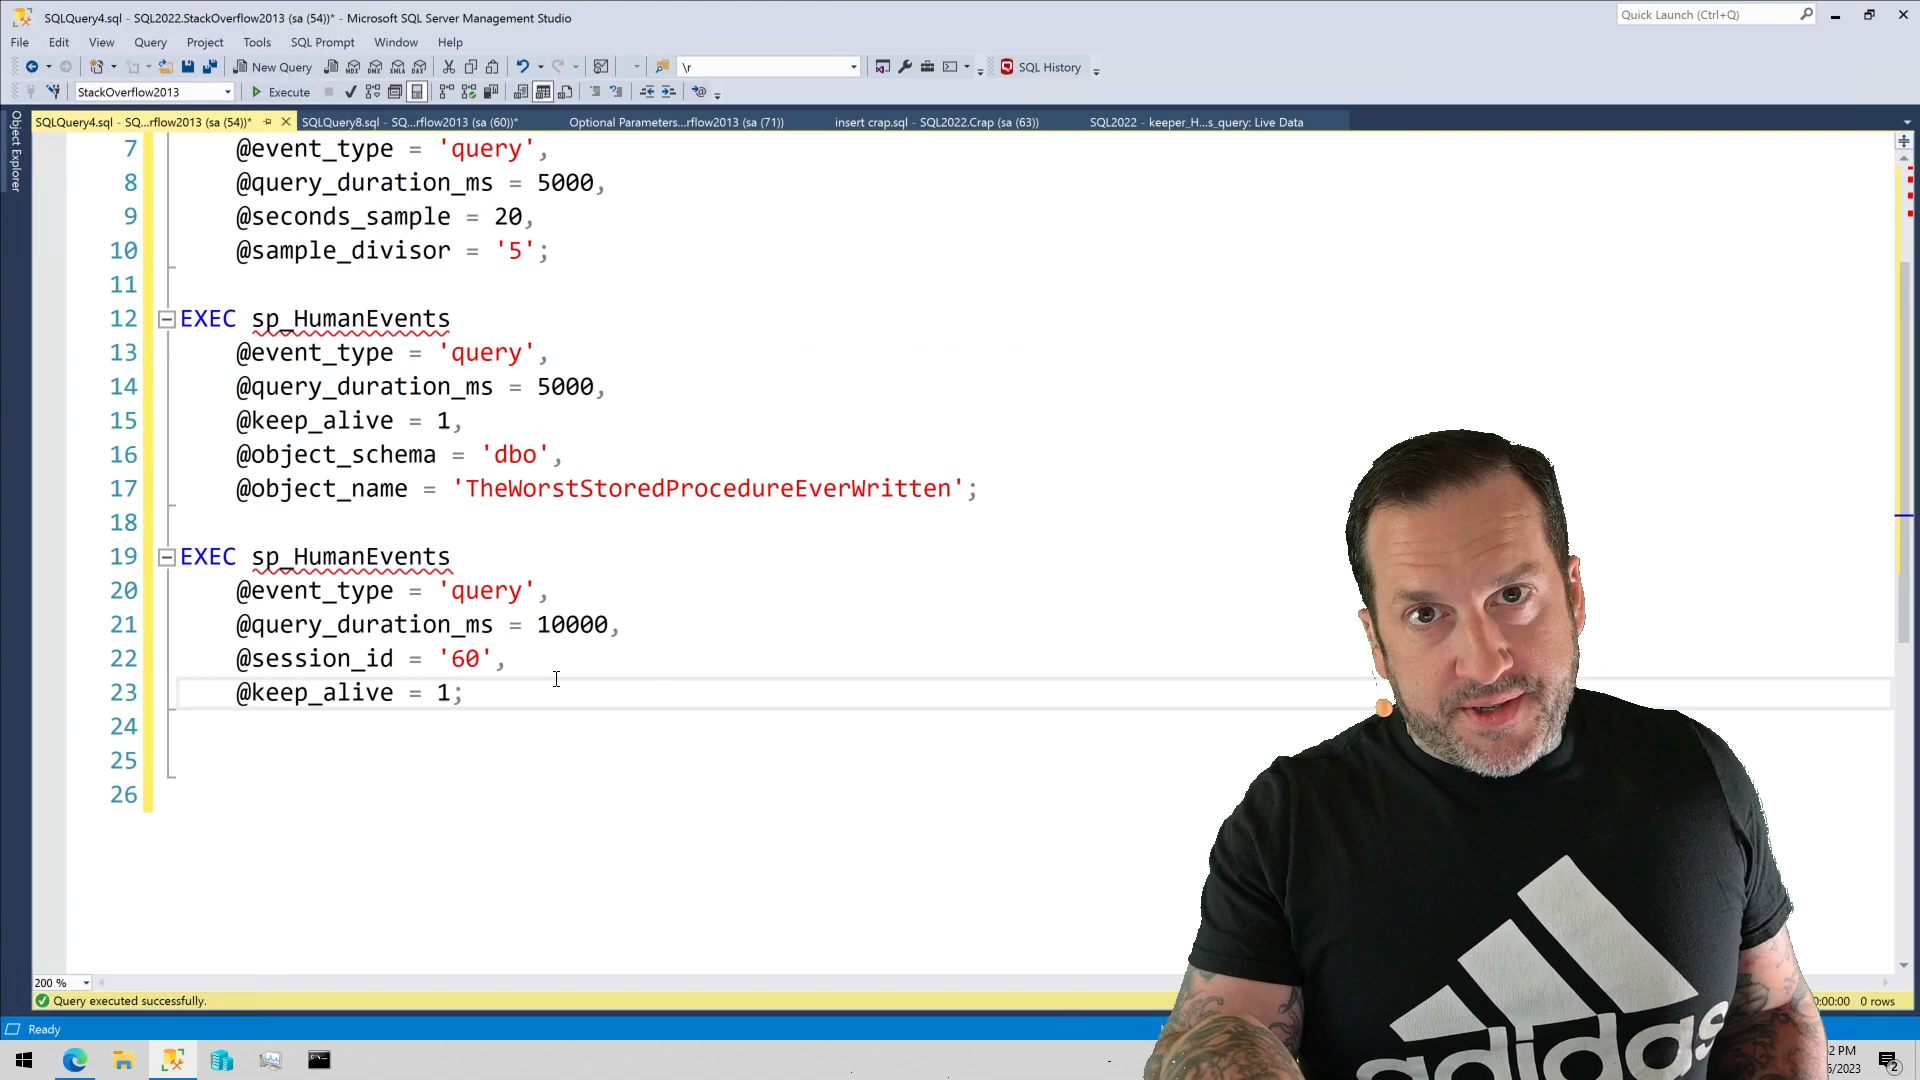 SQLQuery4.sql - SQL2022.StackOverflow2013 (sa (54))* - Microsoft SQL Server Management Studio
Quick Launch (Ctrl+Q)
File Edit View Query Project Tools SQL Prompt Window Help
New Query
\r
SQL History
StackOverflow2013
Execute
SQLQuery4.sql - SQ...rflow2013 (sa (54))*
SQLQuery8.sql - SQ...rflow2013 (sa (60))*
Optional Parameters...rflow2013 (sa (71))
insert crap.sql - SQL2022.Crap (sa (63))
SQL2022 - keeper_H...s_query: Live Data
Object Explorer
7 @event_type = 'query',
8 @query_duration_ms = 5000,
9 @seconds_sample = 20,
10 @sample_divisor = '5';
11
12 EXEC sp_HumanEvents
13 @event_type = 'query',
14 @query_duration_ms = 5000,
15 @keep_alive = 1,
16 @object_schema = 'dbo',
17 @object_name = 'TheWorstStoredProcedureEverWritten';
18
19 EXEC sp_HumanEvents
20 @event_type = 'query',
21 @query_duration_ms = 10000,
22 @session_id = '60',
23 @keep_alive = 1;
24
25
26
adidas
200 %
Query executed successfully.
0:00:00 0 rows
Ready
2 PM
6/2023
2